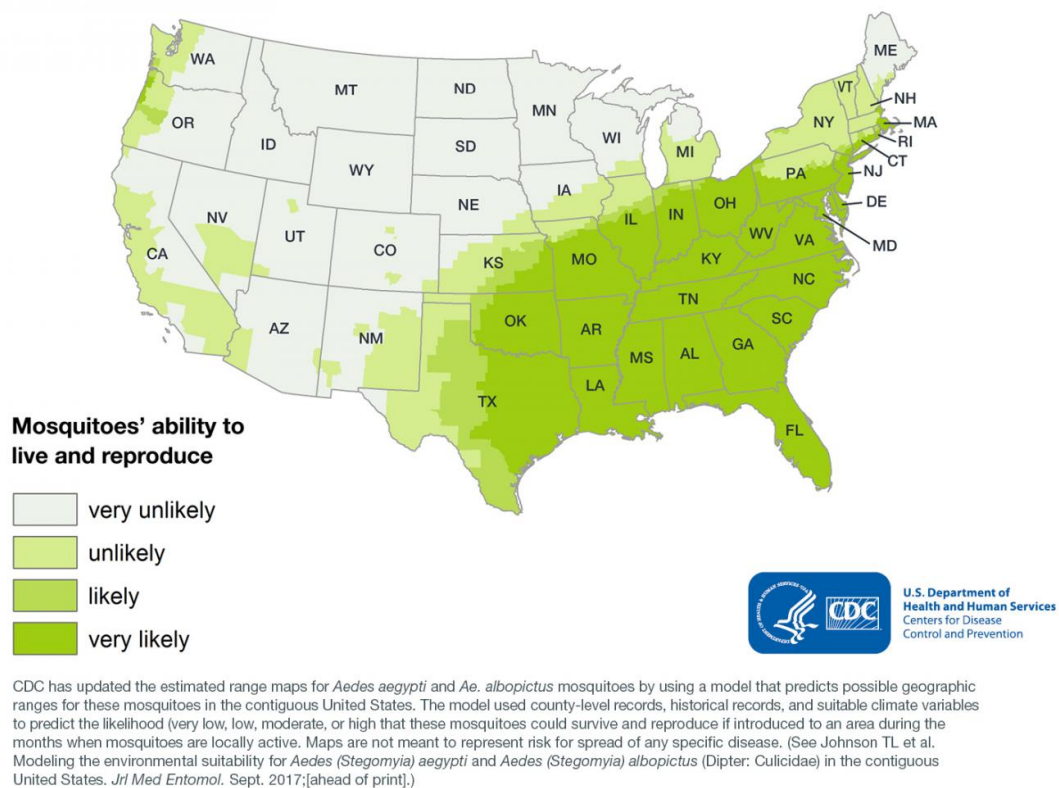 WA
MT
ND
MN
ME
VT
NH
OR
ID
SD
WI
MI
NY
MA
RI
CT
WY
IA
PA
NJ
NE
IL
IN
OH
DE
NV
UT
CO
WV
VA
MD
CA
KS
MO
KY
NC
AZ
NM
OK
TN
AR
SC
MS
AL
GA
TX
LA
FL
Mosquitoes’ ability to
live and reproduce
very unlikely
unlikely
likely
very likely
DEPARTMENT OF HEALTH & HUMAN SERVICES·USA
CDC
U.S. Department of
Health and Human Services
Centers for Disease
Control and Prevention
CDC has updated the estimated range maps for Aedes aegypti and Ae. albopictus mosquitoes by using a model that predicts possible geographic
ranges for these mosquitoes in the contiguous United States. The model used county-level records, historical records, and suitable climate variables
to predict the likelihood (very low, low, moderate, or high that these mosquitoes could survive and reproduce if introduced to an area during the
months when mosquitoes are locally active. Maps are not meant to represent risk for spread of any specific disease. (See Johnson TL et al.
Modeling the environmental suitability for Aedes (Stegomyia) aegypti and Aedes (Stegomyia) albopictus (Dipter: Culicidae) in the contiguous
United States. Jrl Med Entomol. Sept. 2017;[ahead of print].)